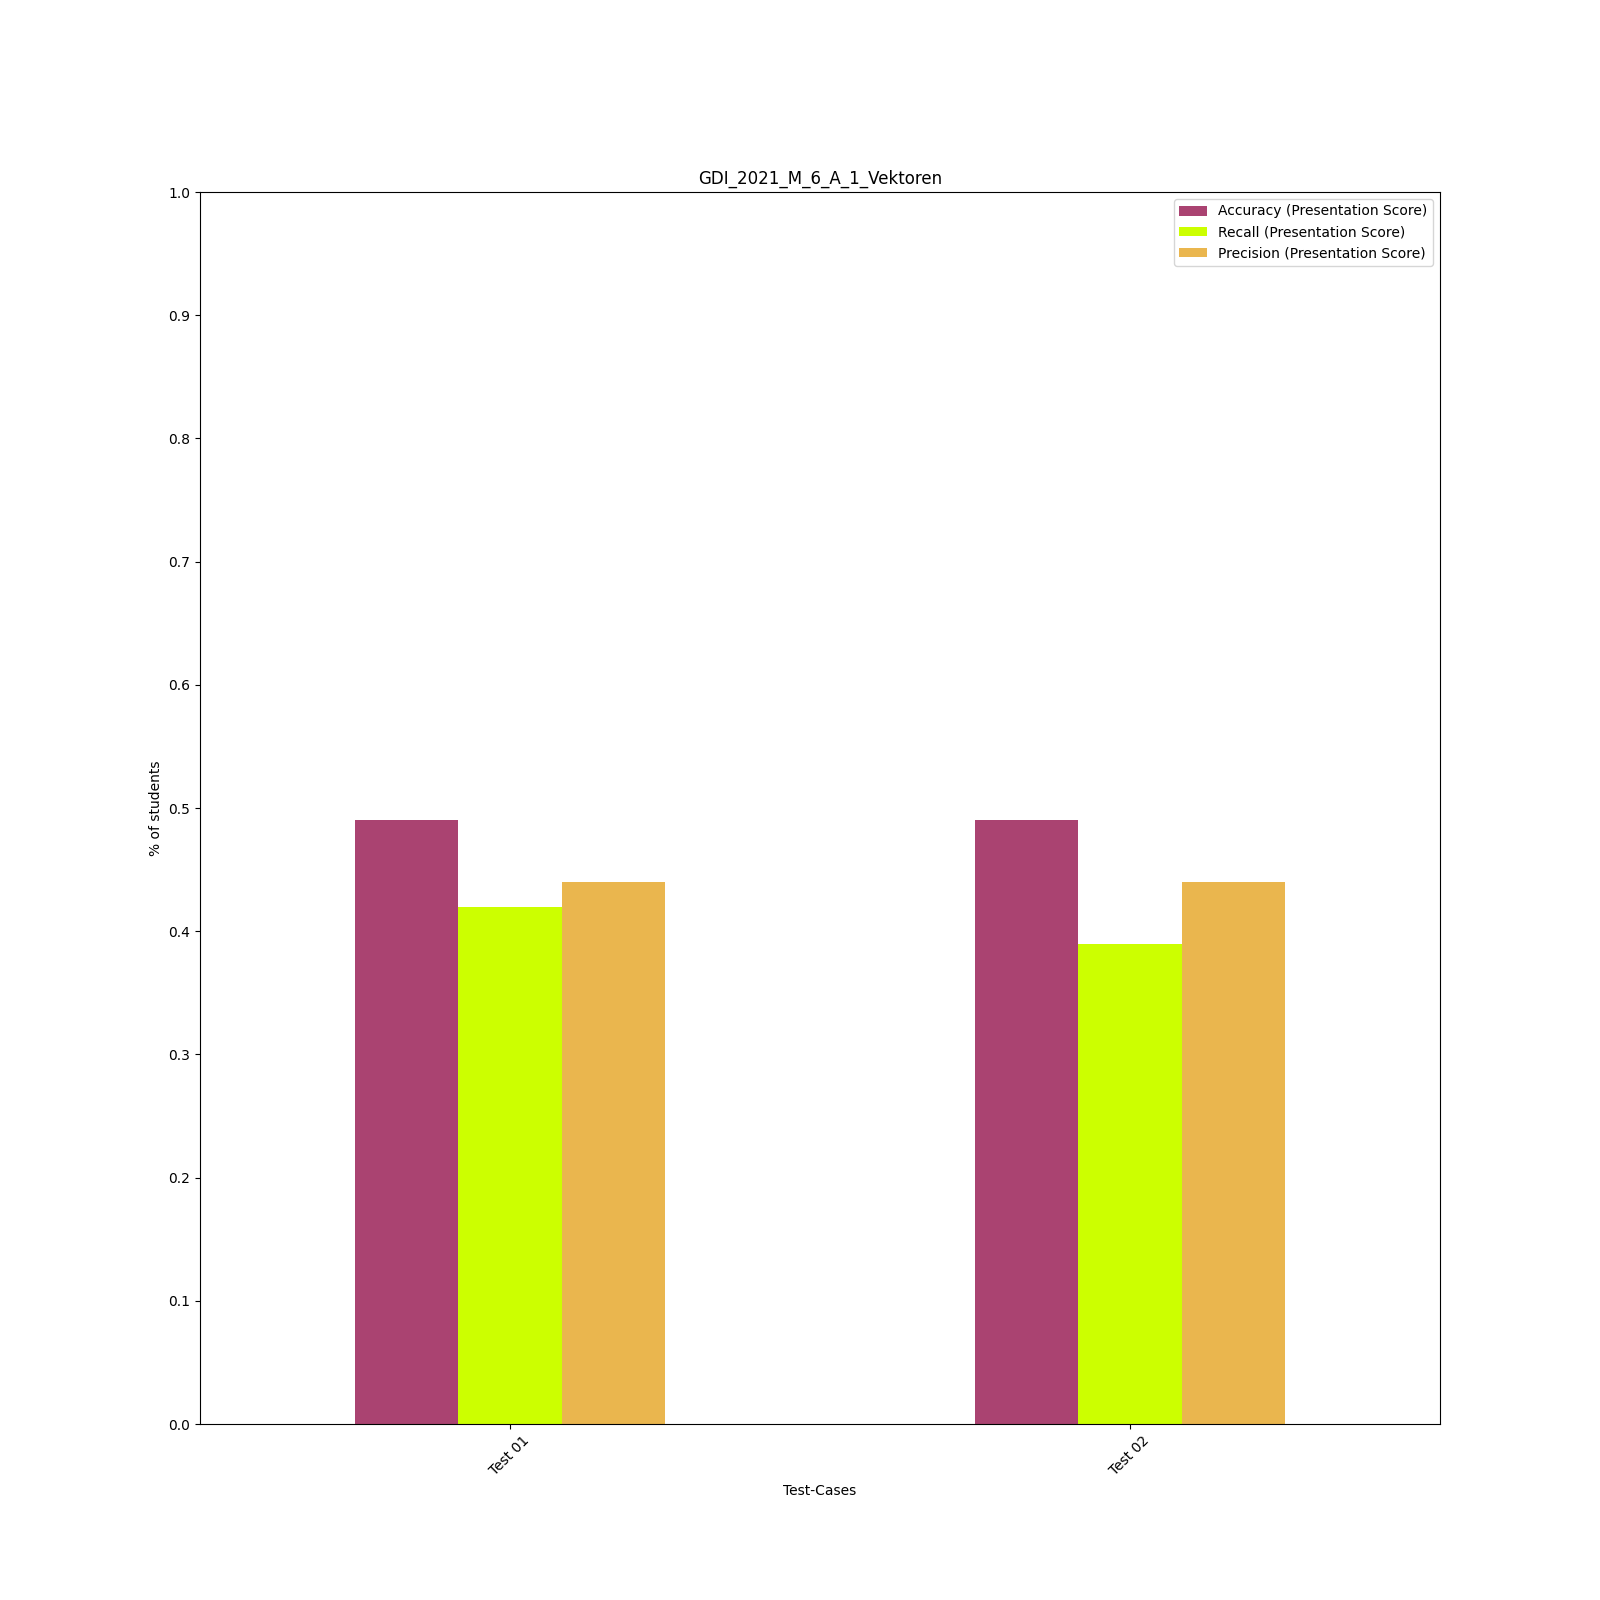 GDI_2021_M_6_A_1_Vektoren
Accuracy (Presentation Score)
Recall (Presentation Score)
Precision (Presentation Score)
% of students
1.0
0.9
0.8
0.7
0.6
0.5
0.4
0.3
0.2
0.1
0.0
Test 01
Test 02
Test-Cases